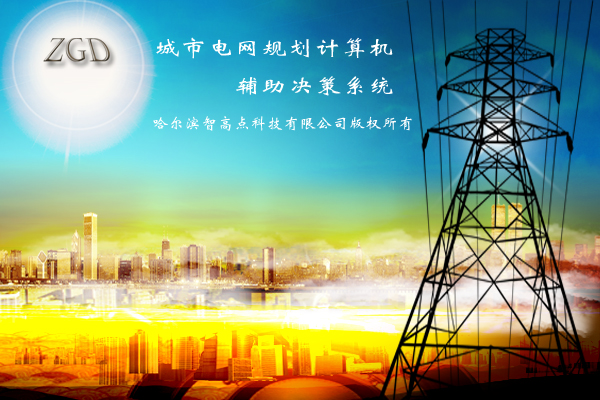 ZGD
城市电网规划计算机
辅助决策系统
哈尔滨智高点科技有限公司版权所有